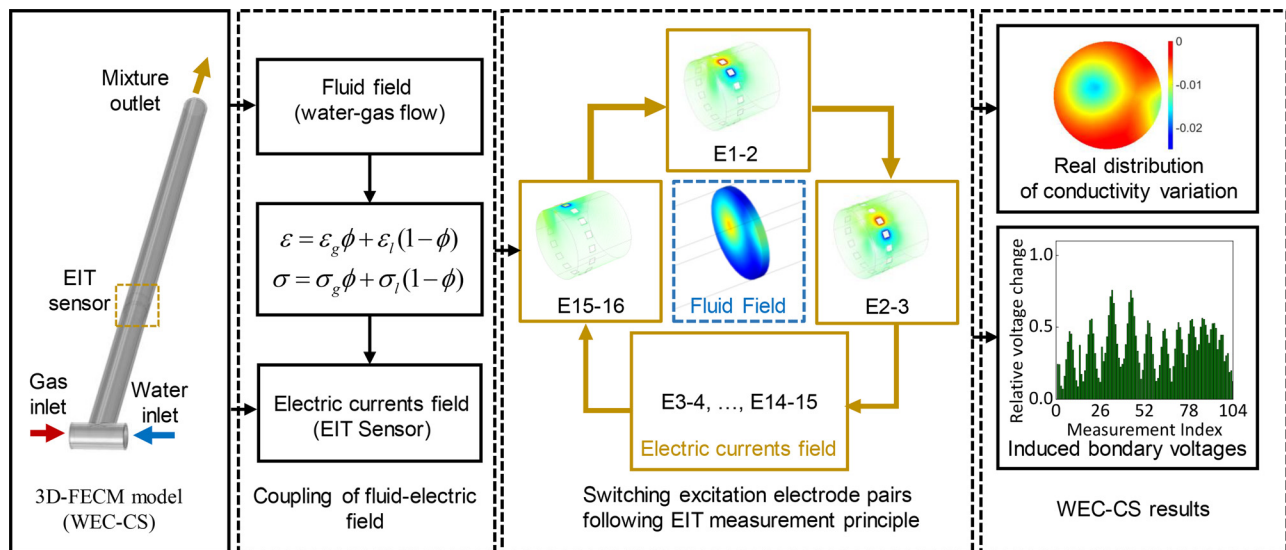 Mixture
outlet
EIT
sensor
Gas
inlet
Water
inlet
3D-FECM model
(WEC-CS)
Fluid field
(water-gas flow)
ε = ε_gϕ + ε_l(1−ϕ)
σ = σ_gϕ + σ_l(1−ϕ)
Electric currents field
(EIT Sensor)
Coupling of fluid-electric
field
E1-2
E15-16
Fluid Field
E2-3
E3-4, …, E14-15
Electric currents field
Switching excitation electrode pairs
following EIT measurement principle
0
-0.01
-0.02
Real distribution
of conductivity variation
Relative voltage change
1.0
0.5
0.0
0 26 52 78 104
Measurement Index
Induced bondary voltages
WEC-CS results